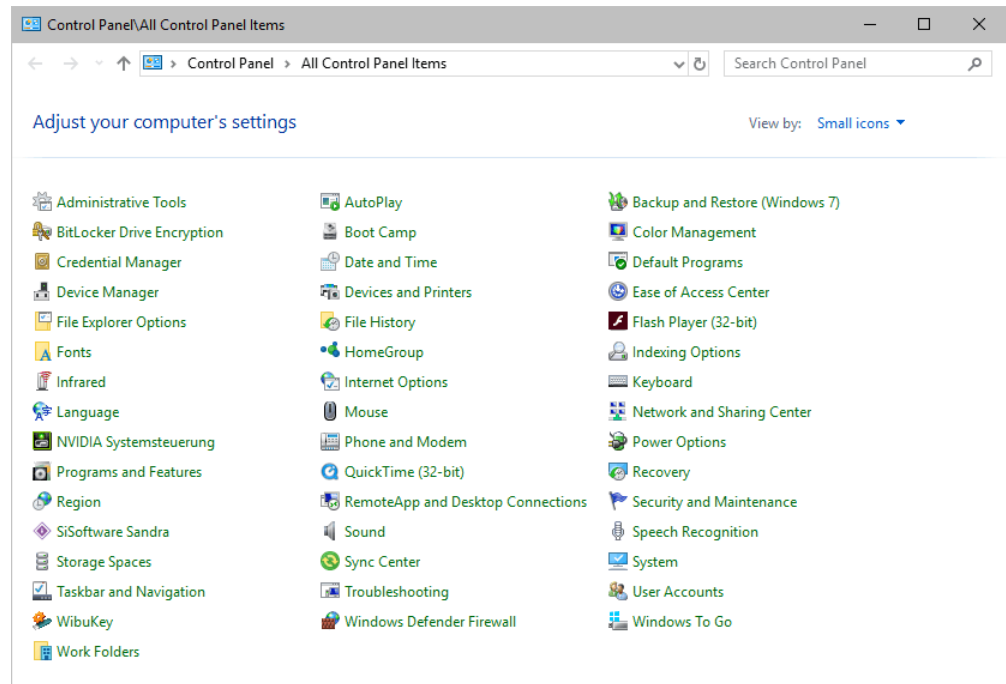 Control Panel\All Control Panel Items
Control Panel > All Control Panel Items
Search Control Panel
Adjust your computer's settings
View by: Small icons
Administrative Tools AutoPlay Backup and Restore (Windows 7)
BitLocker Drive Encryption Boot Camp Color Management
Credential Manager Date and Time Default Programs
Device Manager Devices and Printers Ease of Access Center
File Explorer Options File History Flash Player (32-bit)
Fonts HomeGroup Indexing Options
Infrared Internet Options Keyboard
Language Mouse Network and Sharing Center
NVIDIA Systemsteuerung Phone and Modem Power Options
Programs and Features QuickTime (32-bit) Recovery
Region RemoteApp and Desktop Connections Security and Maintenance
SiSoftware Sandra Sound Speech Recognition
Storage Spaces Sync Center System
Taskbar and Navigation Troubleshooting User Accounts
WibuKey Windows Defender Firewall Windows To Go
Work Folders